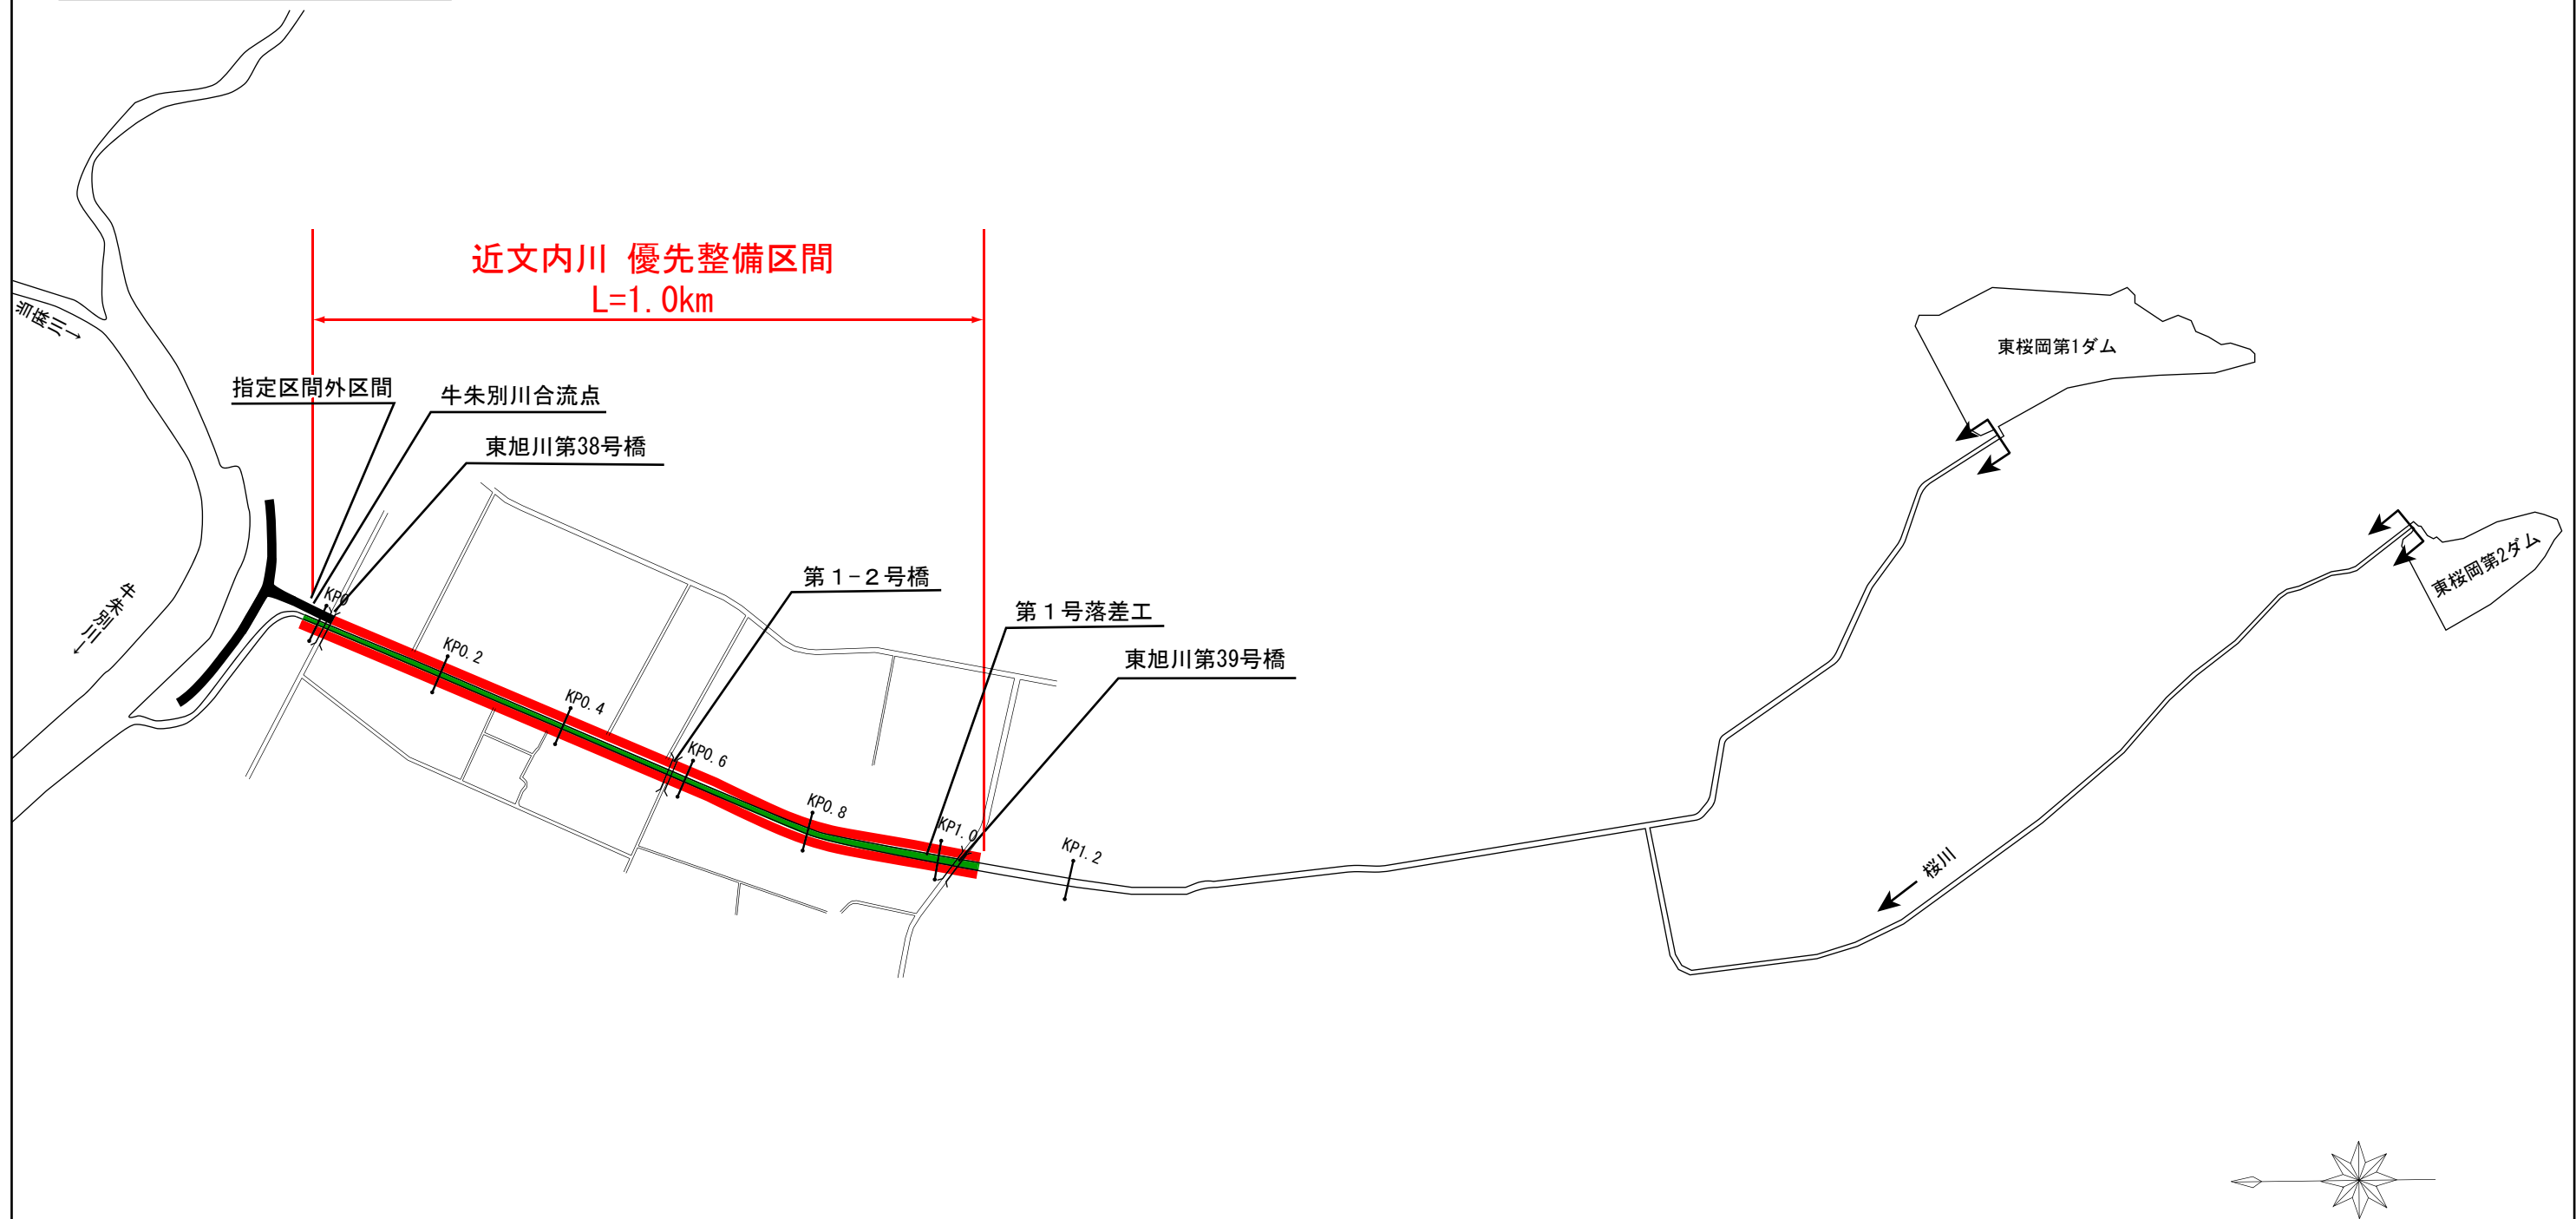 近文内川 優先整備区間
L=1.0km
当麻川→
東桜岡第1ダム
指定区間外区間
牛朱別川合流点
東旭川第38号橋
東桜岡第2ダム
第1-2号橋
牛朱別川→
KP0
第1号落差工
KP0.2
東旭川第39号橋
KP0.4
KP0.6
KP0.8
KP1.0
KP1.2
桜川